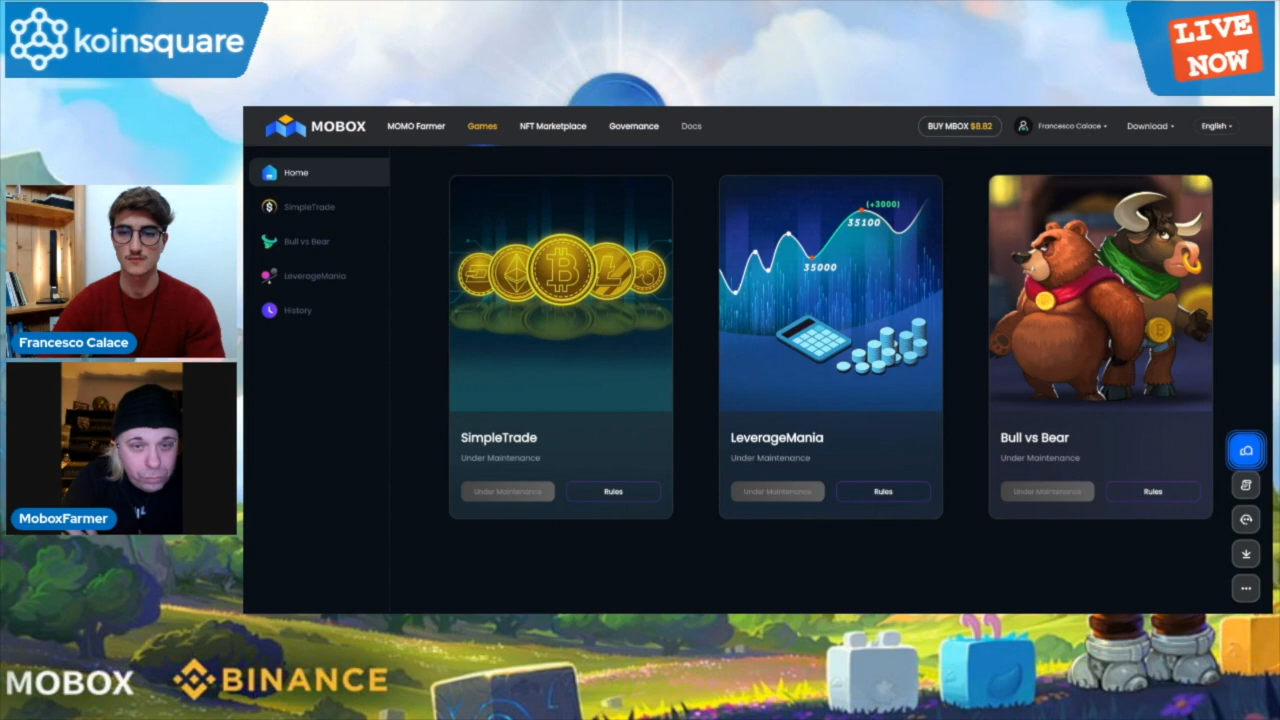 koinsquare
LIVE
NOW
MOBOX
MOMO Farmer
Games
NFT Marketplace
Governance
Docs
BUY MBOX $8.82
Francesco Calace
Download
English
Home
SimpleTrade
Bull vs Bear
LeverageMania
History
(+3000)
35100
35000
SimpleTrade
Under Maintenance
Under Maintenance
Rules
LeverageMania
Under Maintenance
Under Maintenance
Rules
Bull vs Bear
Under Maintenance
Under Maintenance
Rules
Francesco Calace
MoboxFarmer
MOBOX
BINANCE